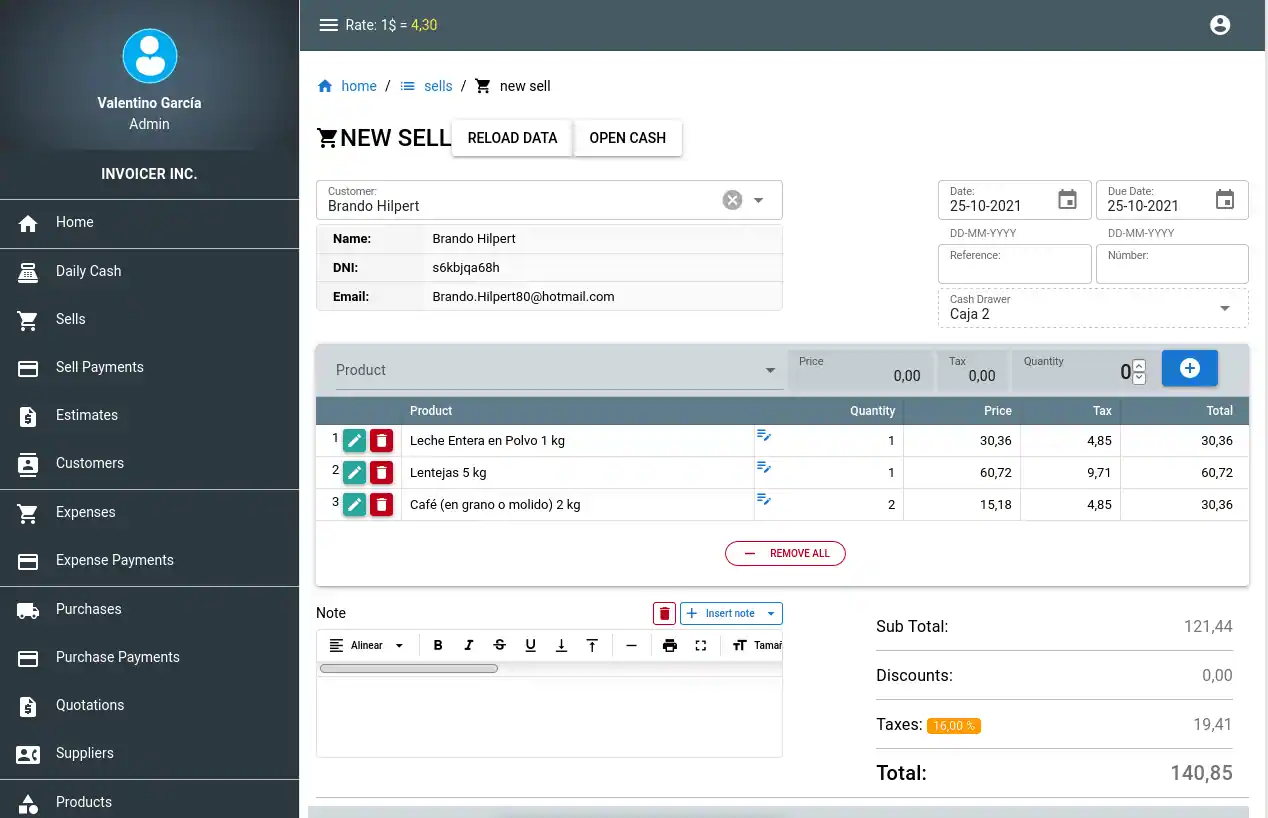 Valentino García
Admin
INVOICER INC.
Home
Daily Cash
Sells
Sell Payments
Estimates
Customers
Expenses
Expense Payments
Purchases
Purchase Payments
Quotations
Suppliers
Products
Rate: 1$ = 4,30
home / sells / new sell
NEW SELL RELOAD DATA OPEN CASH
Customer:
Brando Hilpert
Name: Brando Hilpert
DNI: s6kbjqa68h
Email: Brando.Hilpert80@hotmail.com
Date: Due Date:
25-10-2021 25-10-2021
DD-MM-YYYY DD-MM-YYYY
Reference: Númber:
Cash Drawer
Caja 2
Product Price 0,00 Tax 0,00 Quantity 0
Product Quantity Price Tax Total
1 Leche Entera en Polvo 1 kg 1 30,36 4,85 30,36
2 Lentejas 5 kg 1 60,72 9,71 60,72
3 Café (en grano o molido) 2 kg 2 15,18 4,85 30,36
REMOVE ALL
Note Insert note
Alinear B I S U Tamañ
Sub Total: 121,44
Discounts: 0,00
Taxes: 16,00 % 19,41
Total: 140,85